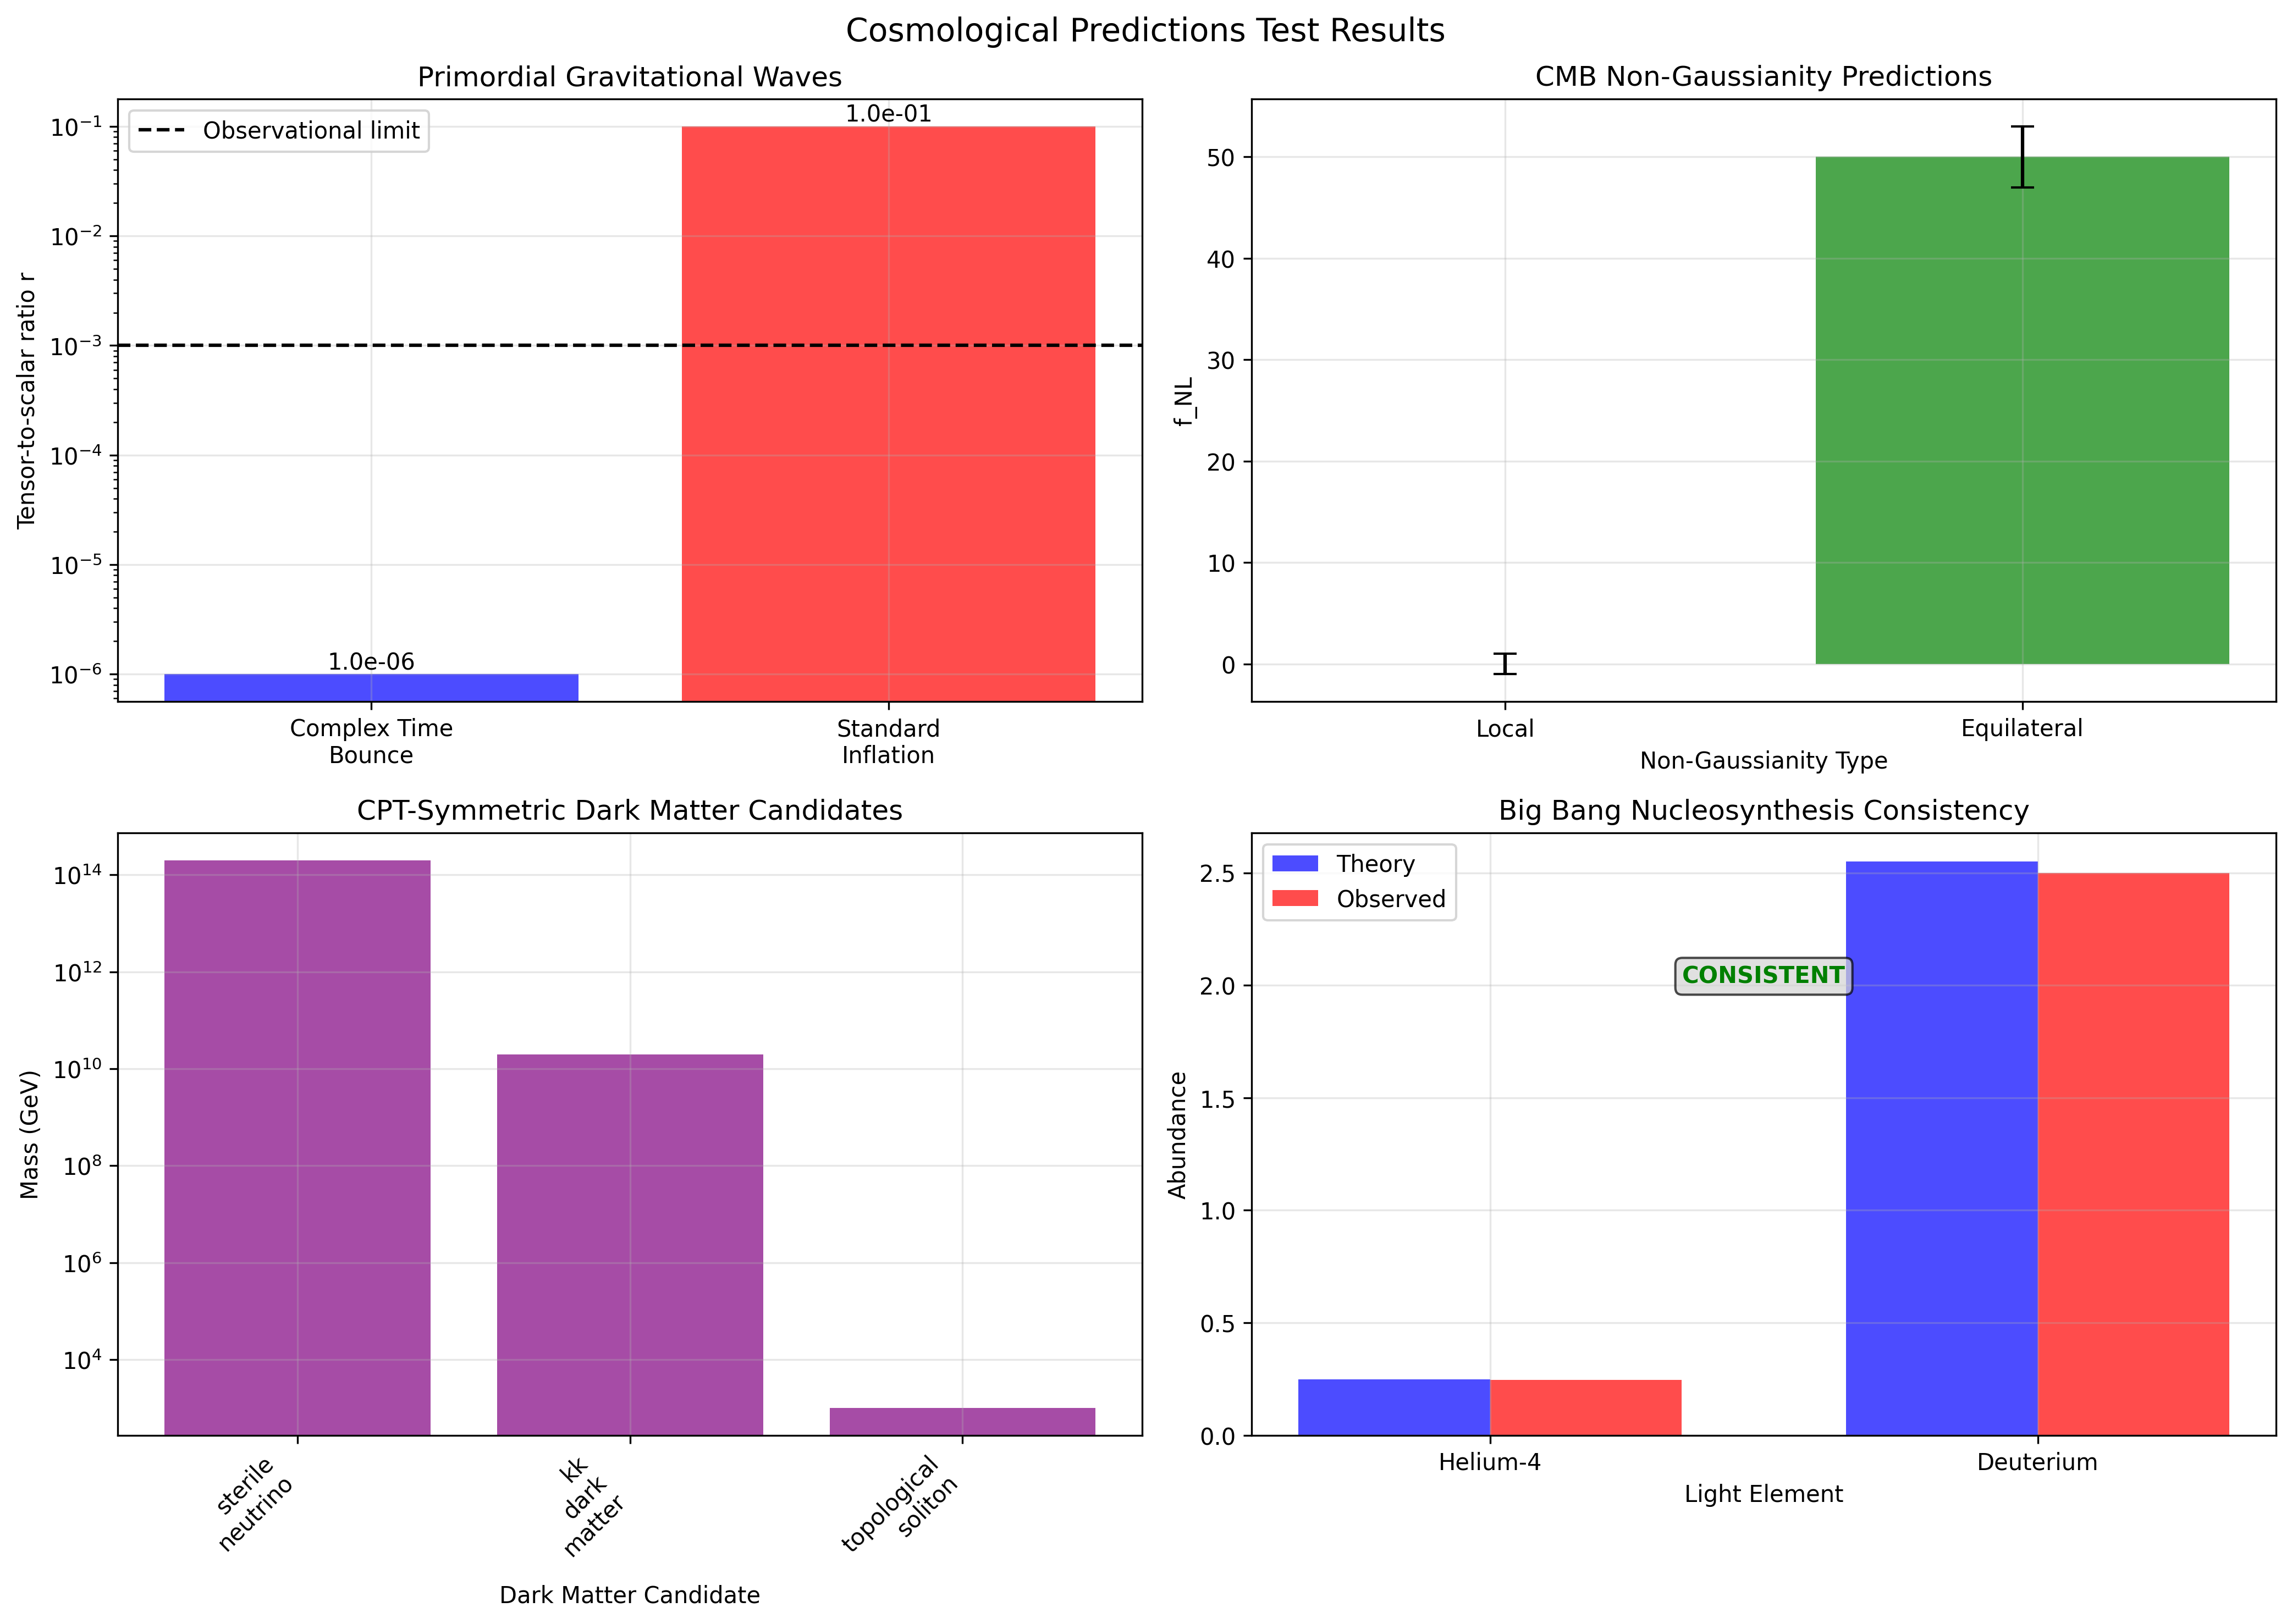 Cosmological Predictions Test Results
Primordial Gravitational Waves
Tensor-to-scalar ratio r
10⁻¹
10⁻²
10⁻³
10⁻⁴
10⁻⁵
10⁻⁶
Observational limit
1.0e-06
1.0e-01
Complex Time
Bounce
Standard
Inflation
CMB Non-Gaussianity Predictions
f_NL
50
40
30
20
10
0
Local
Equilateral
Non-Gaussianity Type
CPT-Symmetric Dark Matter Candidates
Mass (GeV)
10¹⁴
10¹²
10¹⁰
10⁸
10⁶
10⁴
sterile
neutrino
kk
dark
matter
topological
soliton
Dark Matter Candidate
Big Bang Nucleosynthesis Consistency
Abundance
2.5
2.0
1.5
1.0
0.5
0.0
Theory
Observed
CONSISTENT
Helium-4
Deuterium
Light Element